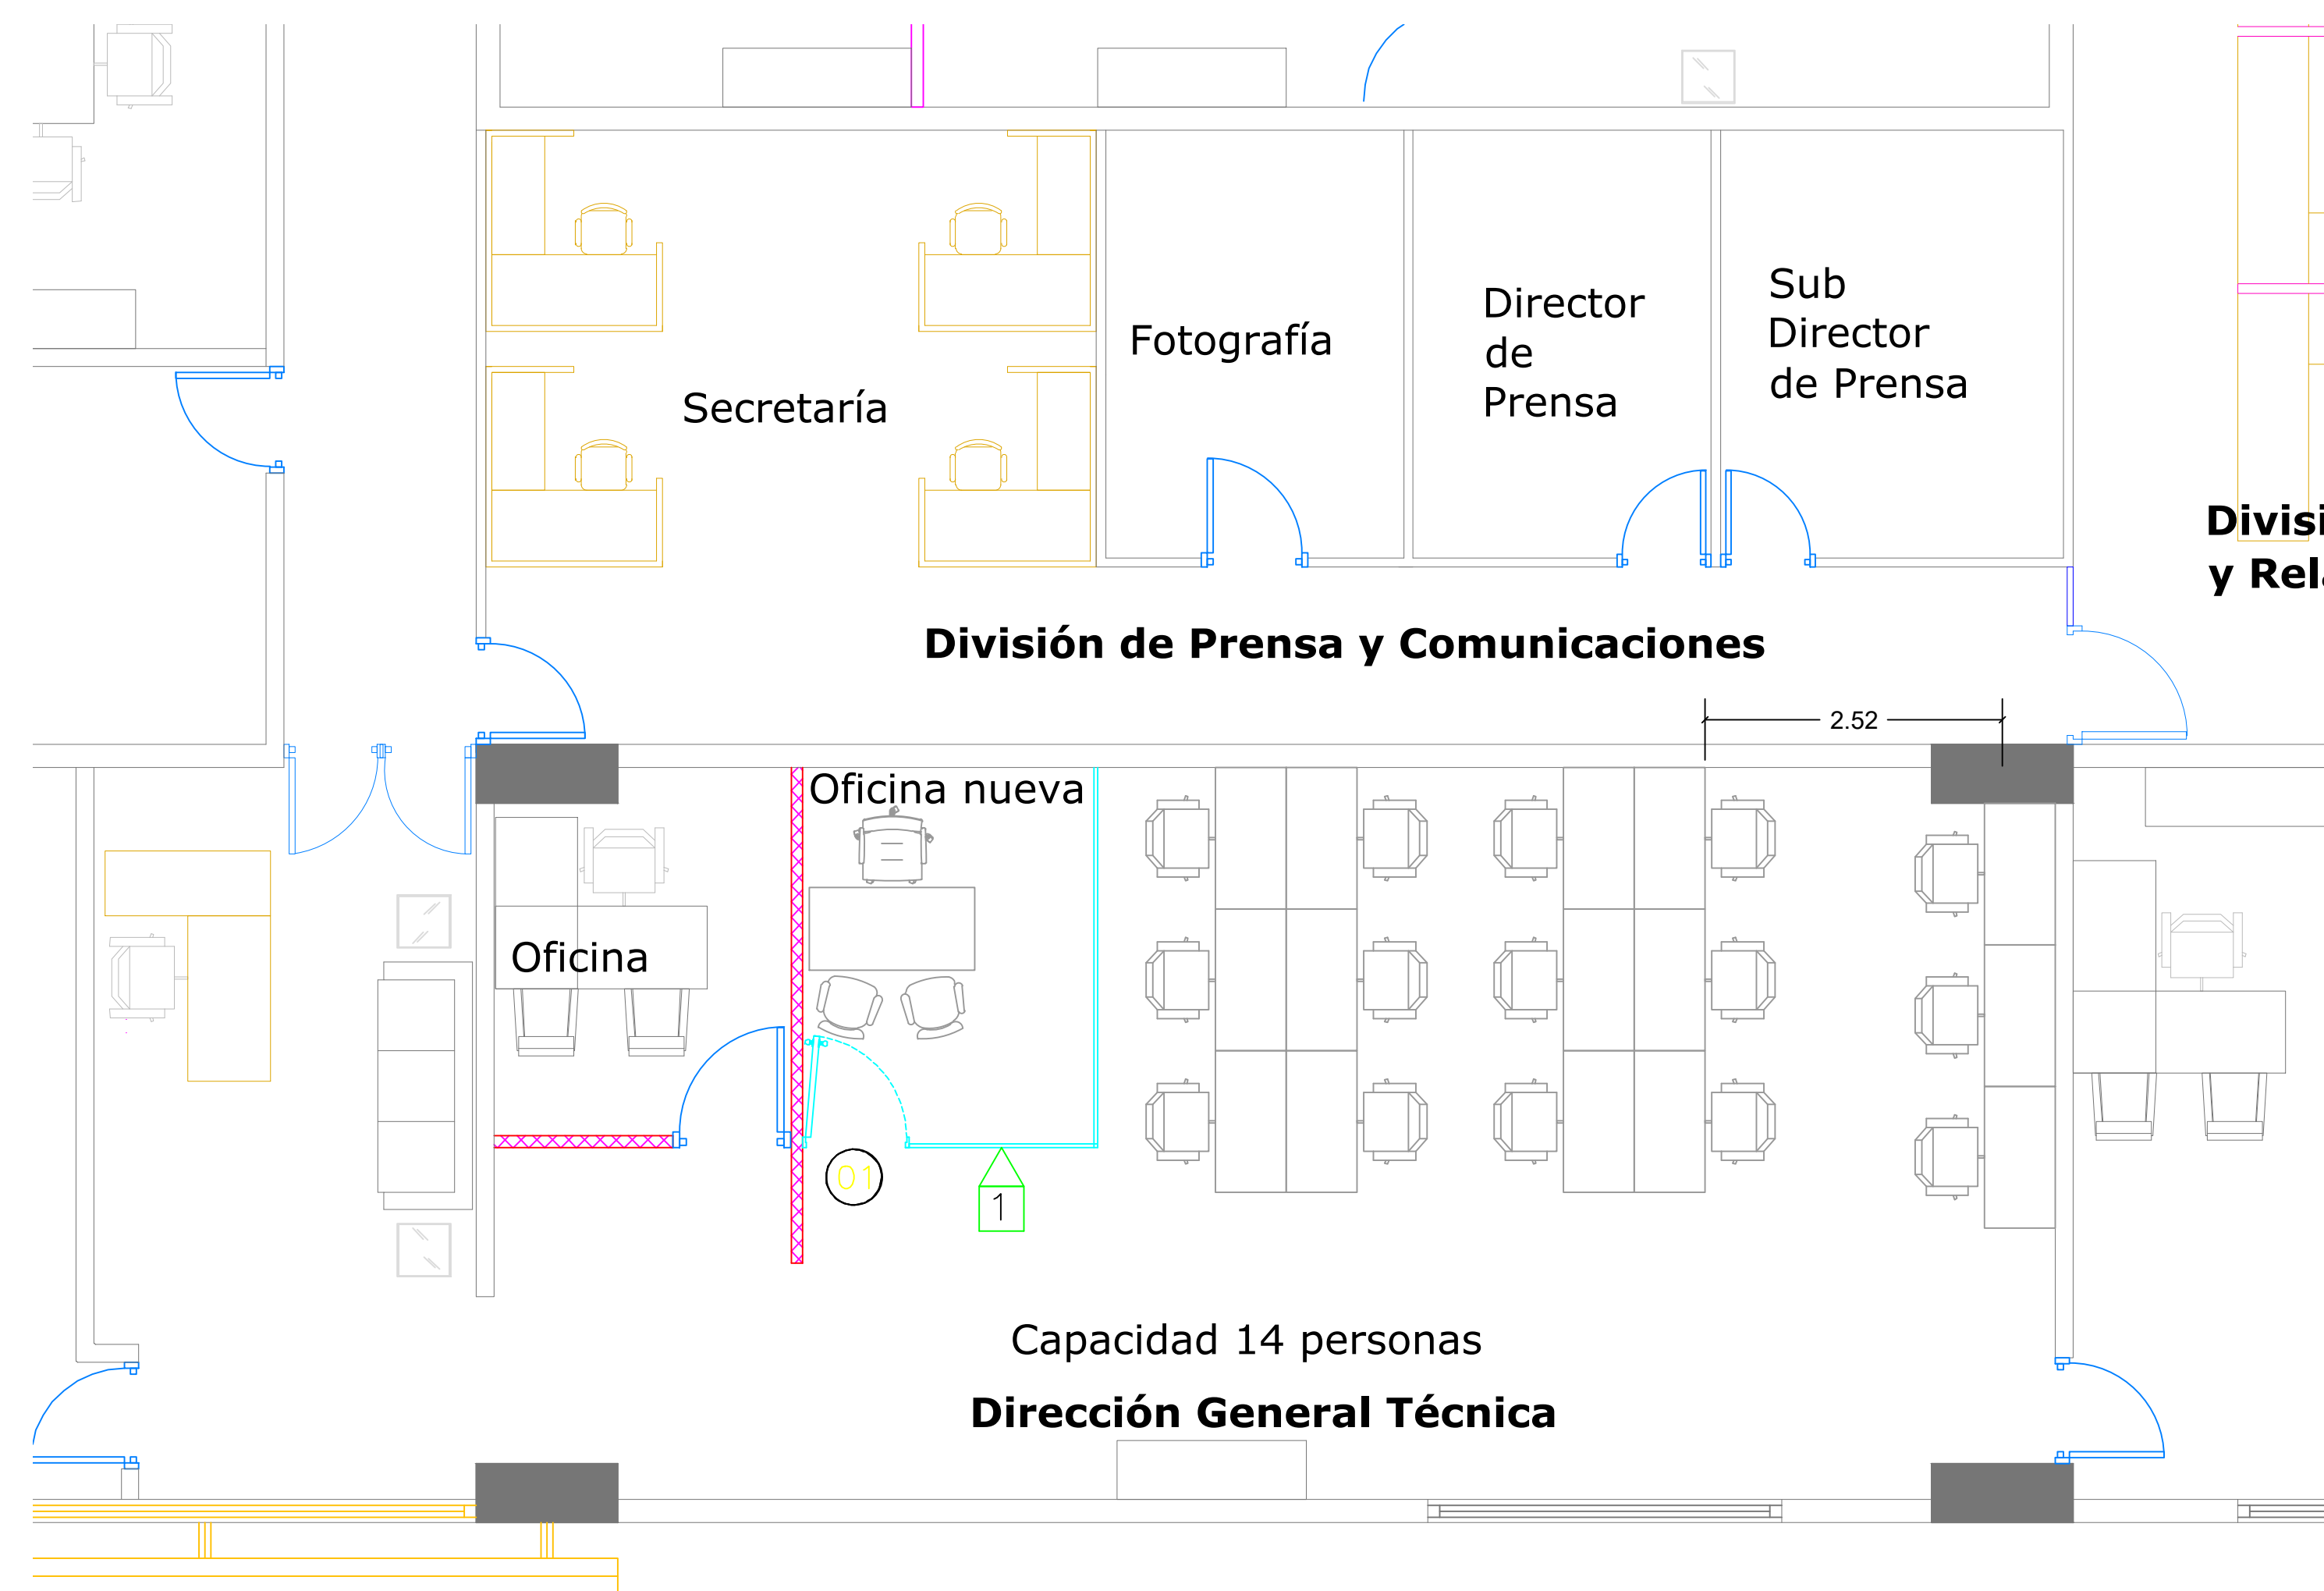 Sub
Director
de Prensa
Director
de
Prensa
Fotografía
Secretaría
División de Prensa y Comunicaciones
y
2.52
Oficina nueva
Oficina
01
1
Capacidad 14 personas
Dirección General Técnica